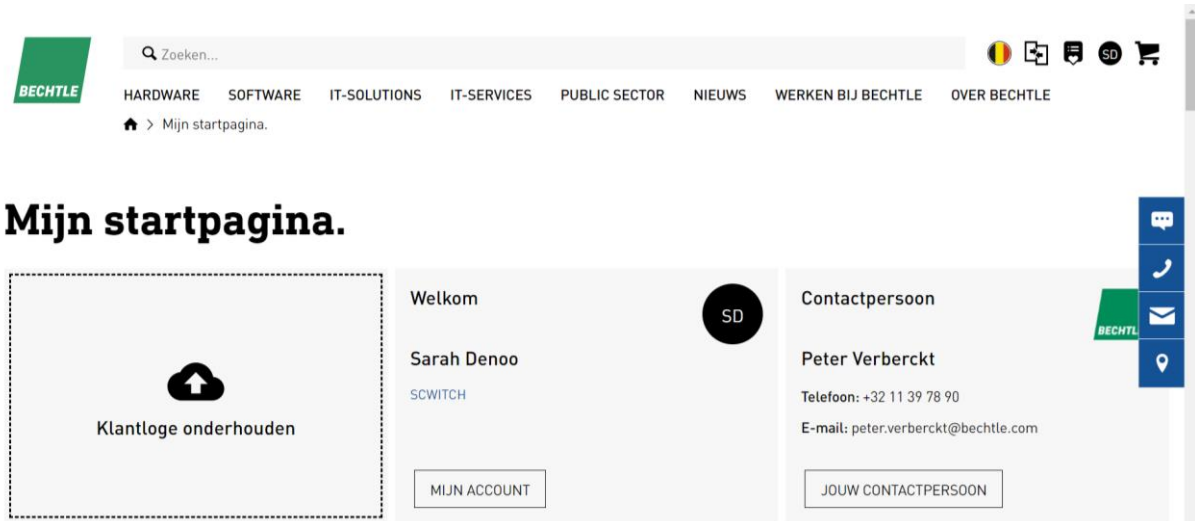 BECHTLE
Zoeken...
SD
HARDWARE SOFTWARE IT-SOLUTIONS IT-SERVICES PUBLIC SECTOR NIEUWS WERKEN BIJ BECHTLE OVER BECHTLE
> Mijn startpagina.
Mijn startpagina.
Klantloge onderhouden
Welkom
SD
Sarah Denoo
SCWITCH
MIJN ACCOUNT
Contactpersoon
BECHTL
Peter Verberckt
Telefoon: +32 11 39 78 90
E-mail: peter.verberckt@bechtle.com
JOUW CONTACTPERSOON